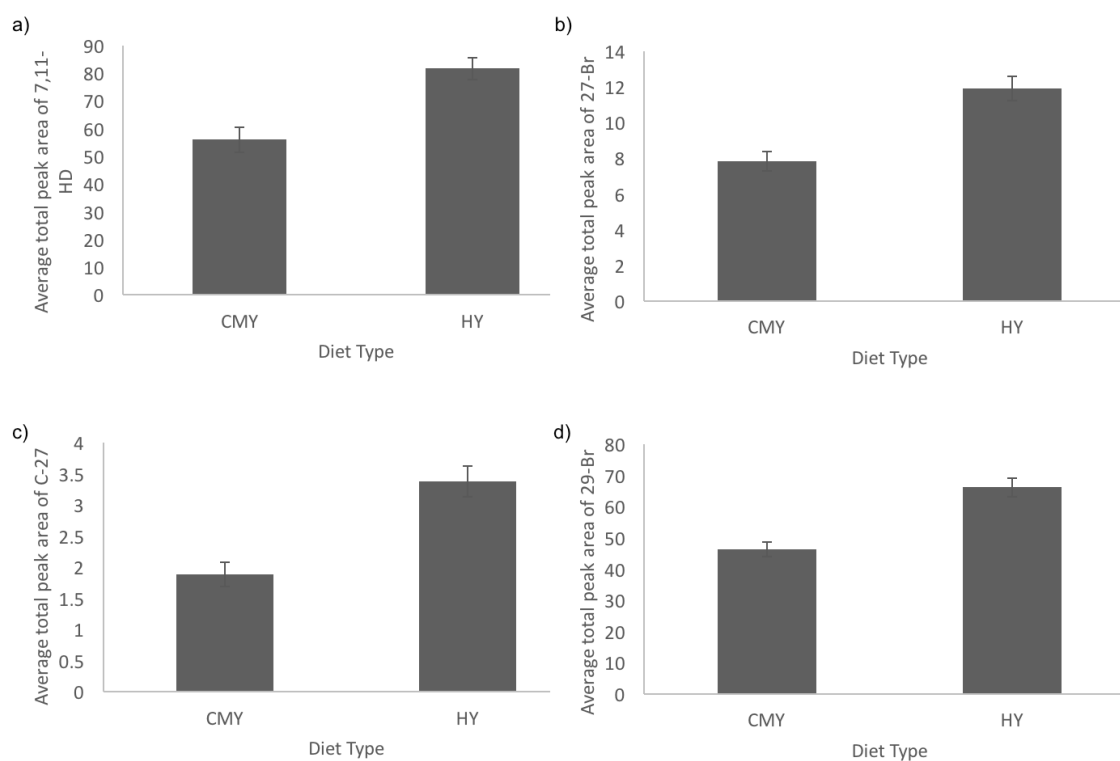 a)
Average total peak area of 7,11-
HD
90
80
70
60
50
40
30
20
10
0
CMY
HY
Diet Type
b)
Average total peak area of 27-Br
14
12
10
8
6
4
2
0
CMY
HY
Diet Type
c)
Average total peak area of C-27
4
3.5
3
2.5
2
1.5
1
0.5
0
CMY
HY
Diet Type
d)
Average total peak area of 29-Br
80
70
60
50
40
30
20
10
0
CMY
HY
Diet Type